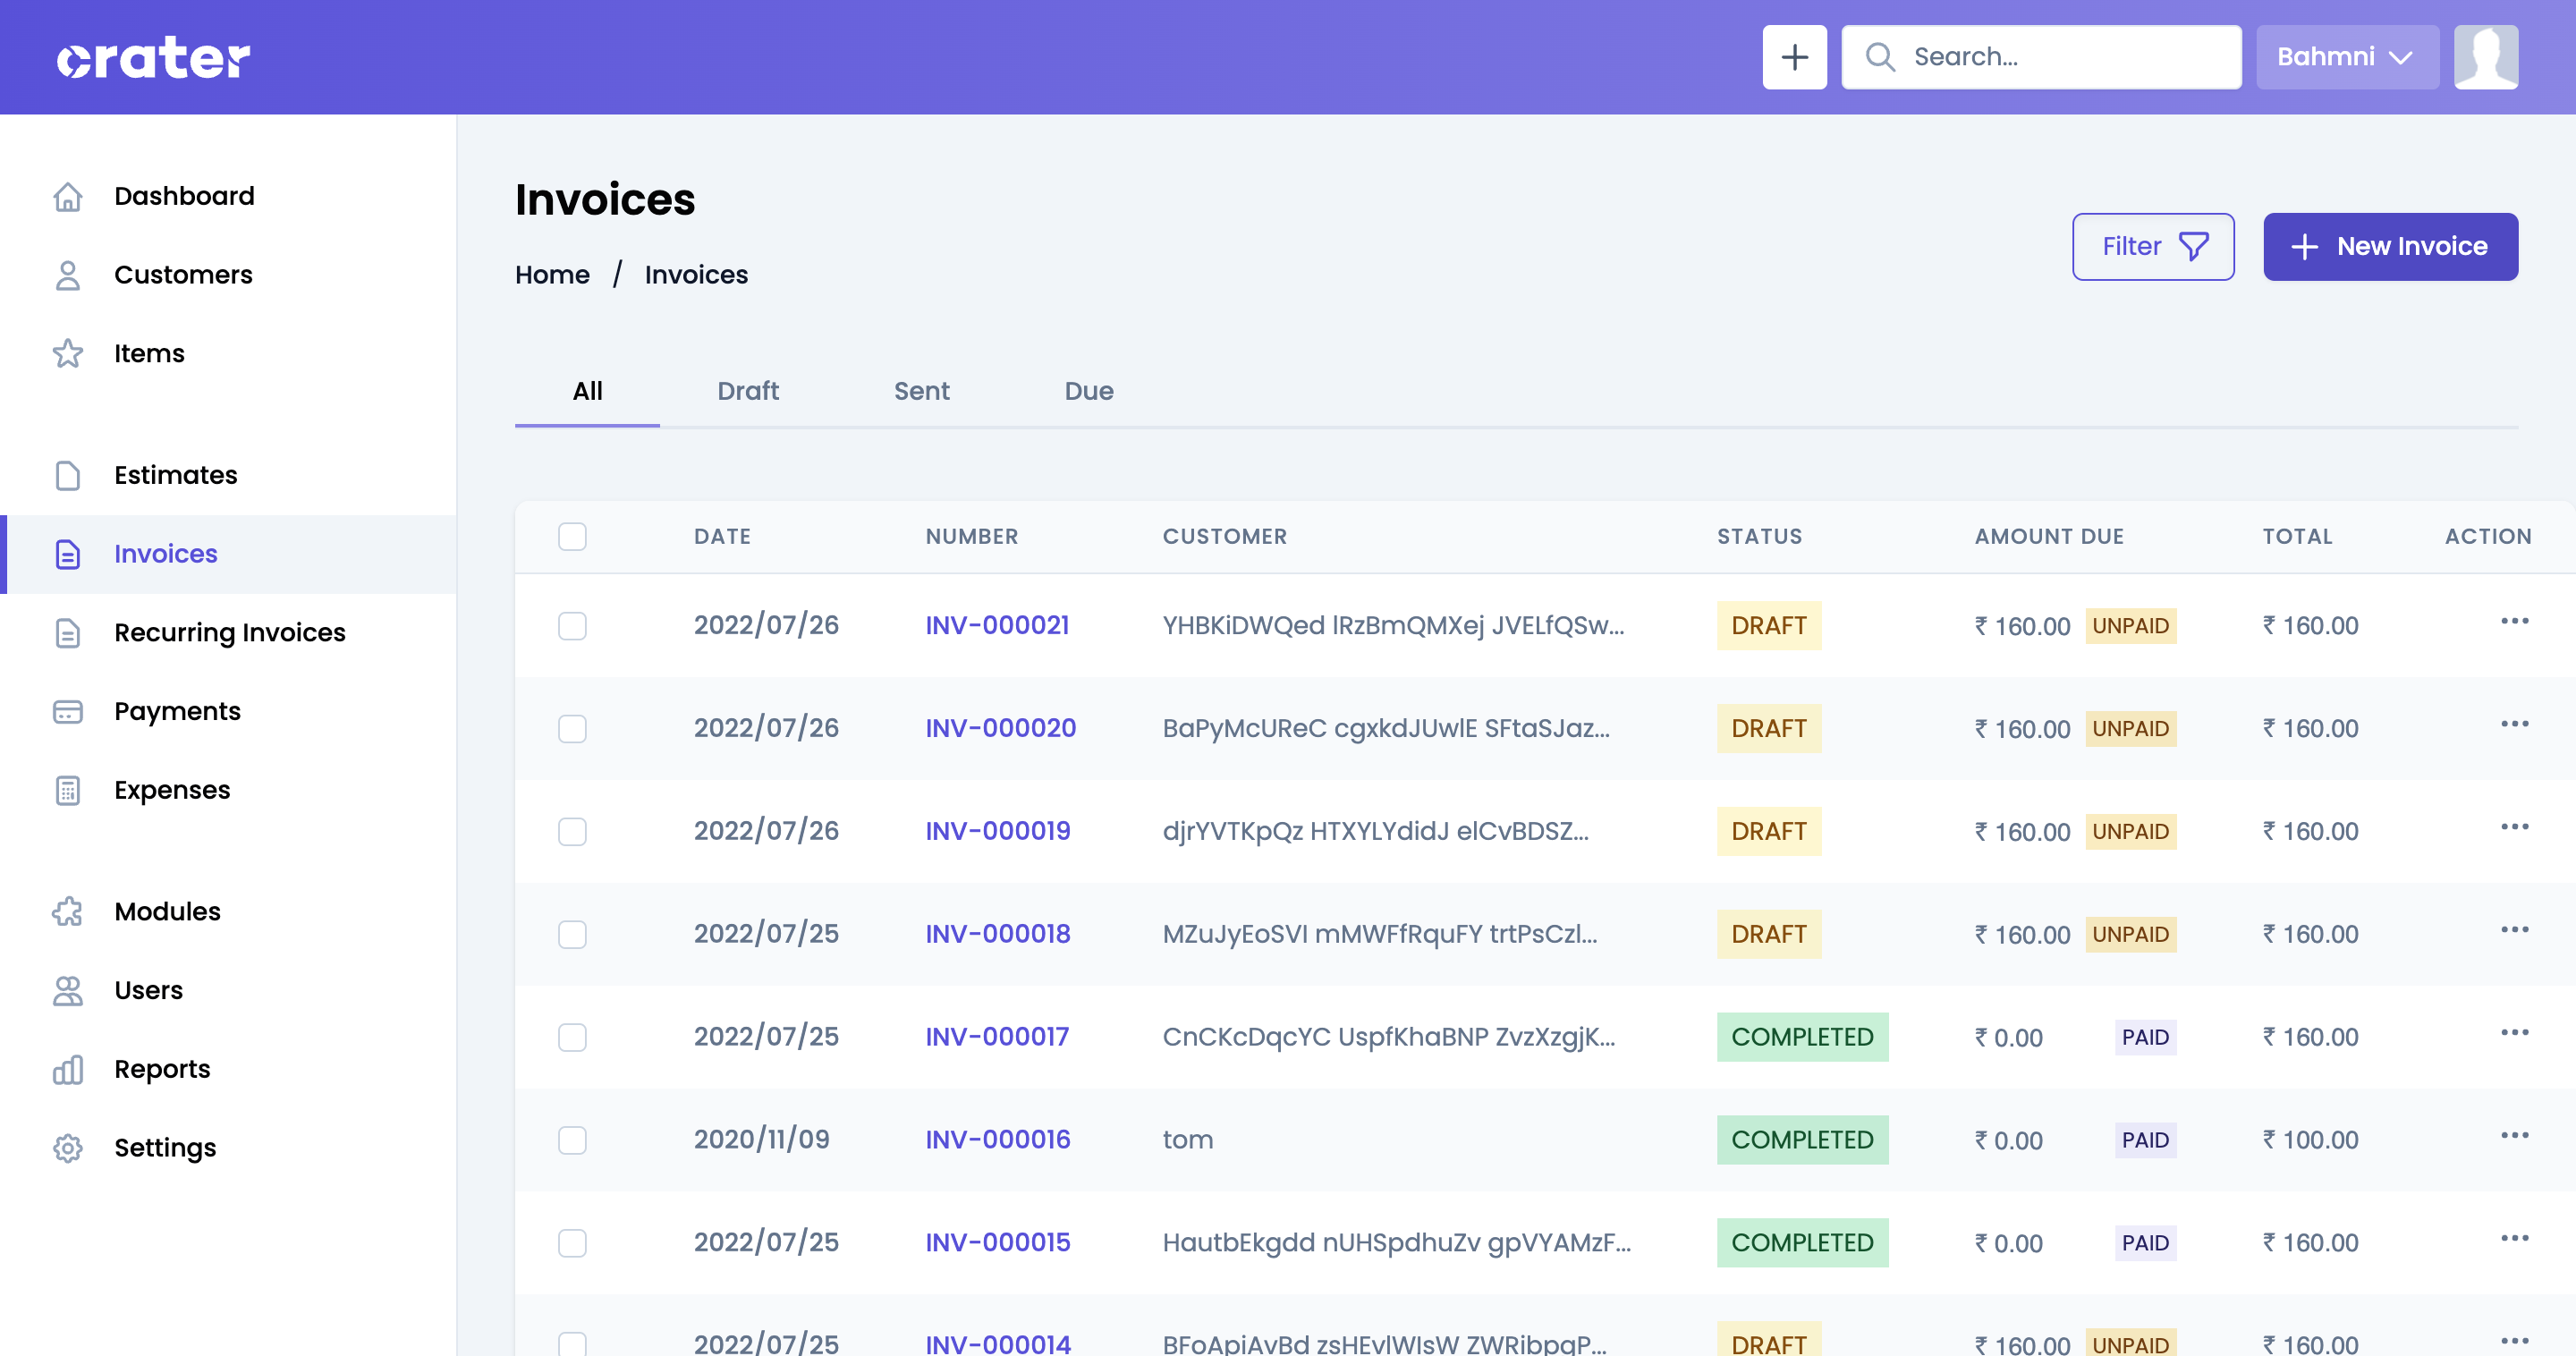 crater
Search...
Bahmni
Dashboard
Customers
Items
Estimates
Invoices
Recurring Invoices
Payments
Expenses
Modules
Users
Reports
Settings
Invoices
Home / Invoices
Filter
New Invoice
All Draft Sent Due
DATE NUMBER CUSTOMER STATUS AMOUNT DUE TOTAL ACTION
2022/07/26 INV-000021 YHBKiDWQed lRzBmQMXej JVELfQSw... DRAFT ₹ 160.00 UNPAID ₹ 160.00
2022/07/26 INV-000020 BaPyMcUReC cgxkdJUwlE SFtaSJaz... DRAFT ₹ 160.00 UNPAID ₹ 160.00
2022/07/26 INV-000019 djrYVTKpQz HTXYLYdidJ elCvBDSZ... DRAFT ₹ 160.00 UNPAID ₹ 160.00
2022/07/25 INV-000018 MZuJyEoSVI mMWFfRquFY trtPsCzl... DRAFT ₹ 160.00 UNPAID ₹ 160.00
2022/07/25 INV-000017 CnCKcDqcYC UspfKhaBNP ZvzXzgjK... COMPLETED ₹ 0.00 PAID ₹ 160.00
2020/11/09 INV-000016 tom COMPLETED ₹ 0.00 PAID ₹ 100.00
2022/07/25 INV-000015 HautbEkgdd nUHSpdhuZv gpVYAMzF... COMPLETED ₹ 0.00 PAID ₹ 160.00
2022/07/25 INV-000014 BFoApiAvBd zsHEvlWIsW ZWRibpqP... DRAFT ₹ 160.00 UNPAID ₹ 160.00